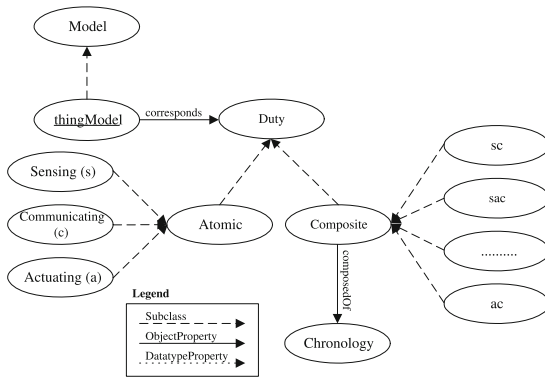 Model
thingModel
corresponds
Duty
Sensing (s)
Communicating
(c)
Actuating (a)
Atomic
Composite
sc
sac
..........
ac
composedOf
Chronology
Legend
Subclass
ObjectProperty
DatatypeProperty